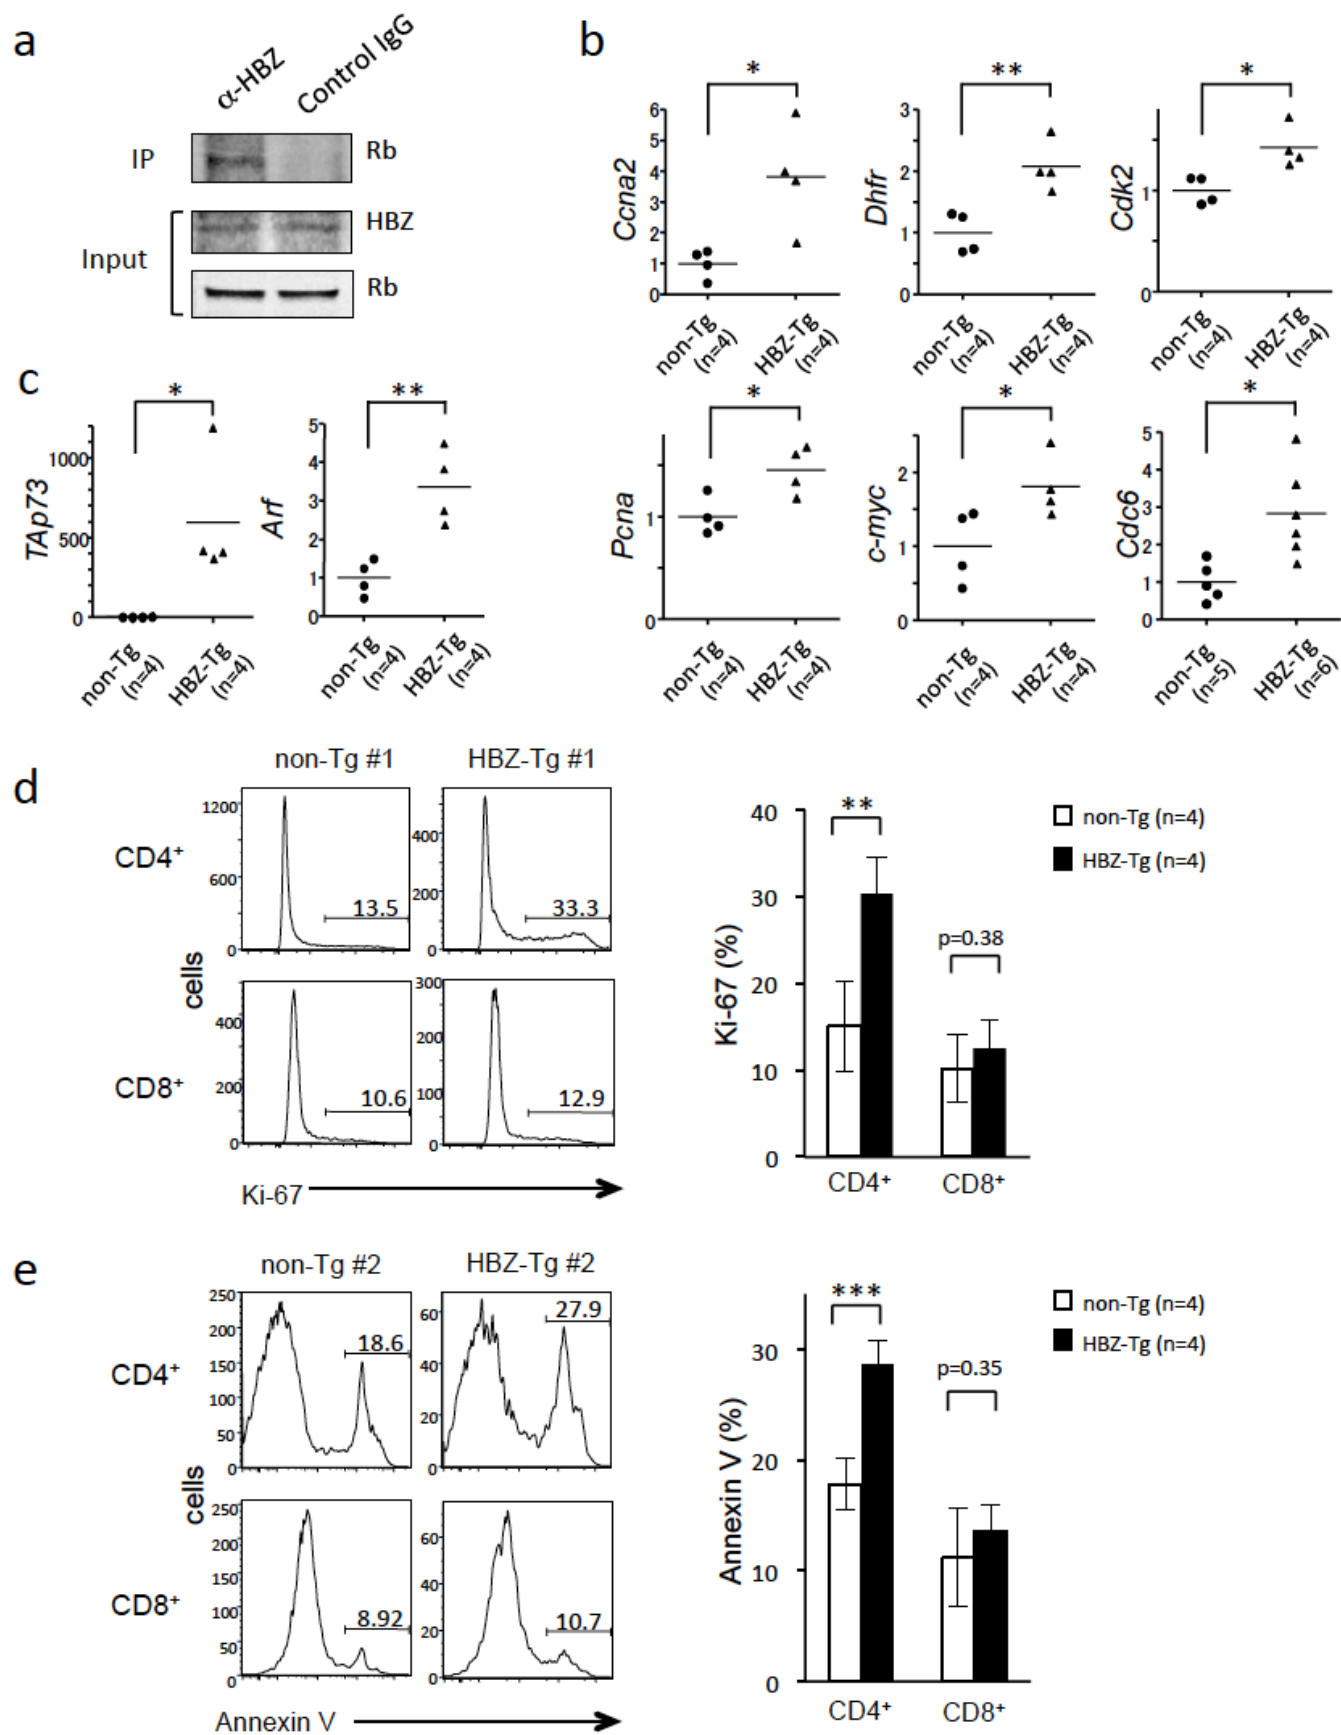 a
α-HBZ
Control IgG
IP
Rb
Input
HBZ
Rb
b
*
Ccna2
6
5
4
3
2
1
0
non-Tg
(n=4)
HBZ-Tg
(n=4)
**
Dhfr
3
2
1
0
non-Tg
(n=4)
HBZ-Tg
(n=4)
*
Cdk2
1
0
non-Tg
(n=4)
HBZ-Tg
(n=4)
*
Pcna
1
0
non-Tg
(n=4)
HBZ-Tg
(n=4)
*
c-myc
2
1
0
non-Tg
(n=4)
HBZ-Tg
(n=4)
*
Cdc6
5
4
3
2
1
0
non-Tg
(n=5)
HBZ-Tg
(n=6)
c
*
TAp73
1000
500
0
non-Tg
(n=4)
HBZ-Tg
(n=4)
**
Arf
5
4
3
2
1
0
non-Tg
(n=4)
HBZ-Tg
(n=4)
d
non-Tg #1
HBZ-Tg #1
CD4+
1200
600
0
13.5
400
200
0
33.3
cells
CD8+
400
200
0
10.6
300
200
100
0
12.9
Ki-67
Ki-67 (%)
40
30
20
10
0
**
p=0.38
CD4+
CD8+
non-Tg (n=4)
HBZ-Tg (n=4)
e
non-Tg #2
HBZ-Tg #2
CD4+
250
200
150
100
50
0
18.6
60
40
20
0
27.9
cells
CD8+
250
200
150
100
50
0
8.92
60
40
20
0
10.7
Annexin V
Annexin V (%)
30
20
10
0
***
p=0.35
CD4+
CD8+
non-Tg (n=4)
HBZ-Tg (n=4)